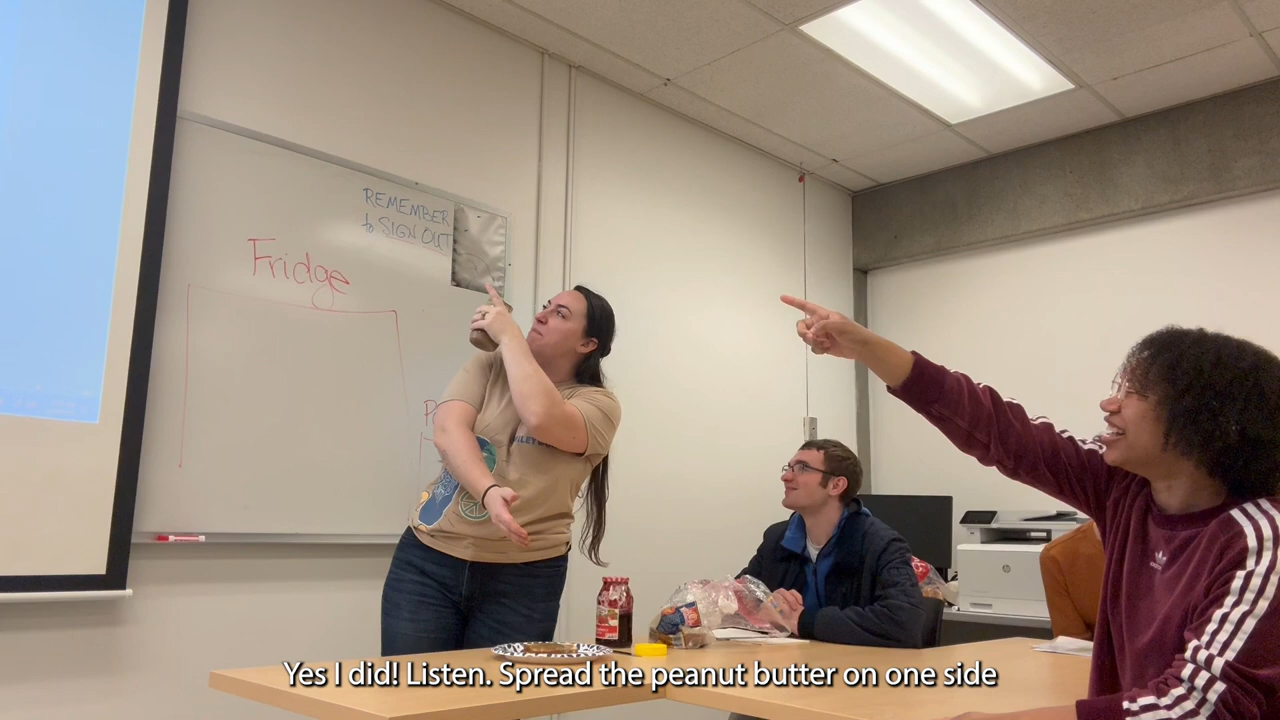 REMEMBER
to SIGN OUT
Fridge
Yes I did! Listen. Spread the peanut butter on one side